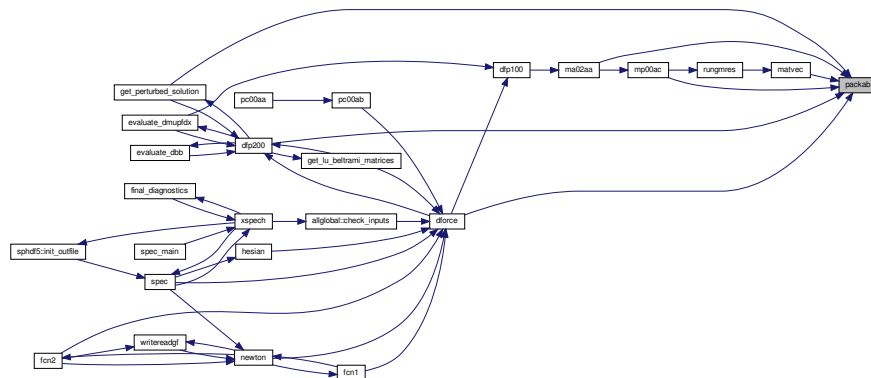 dfp100
ma02aa
mp00ac
rungmres
matvec
packab
get_perturbed_solution
pc00aa
pc00ab
evaluate_dmupfdx
dfp200
evaluate_dbb
get_lu_beltrami_matrices
final_diagnostics
xspech
allglobal::check_inputs
dforce
sphdf5::init_outfile
spec_main
hesian
spec
writereadgf
fcn2
newton
fcn1